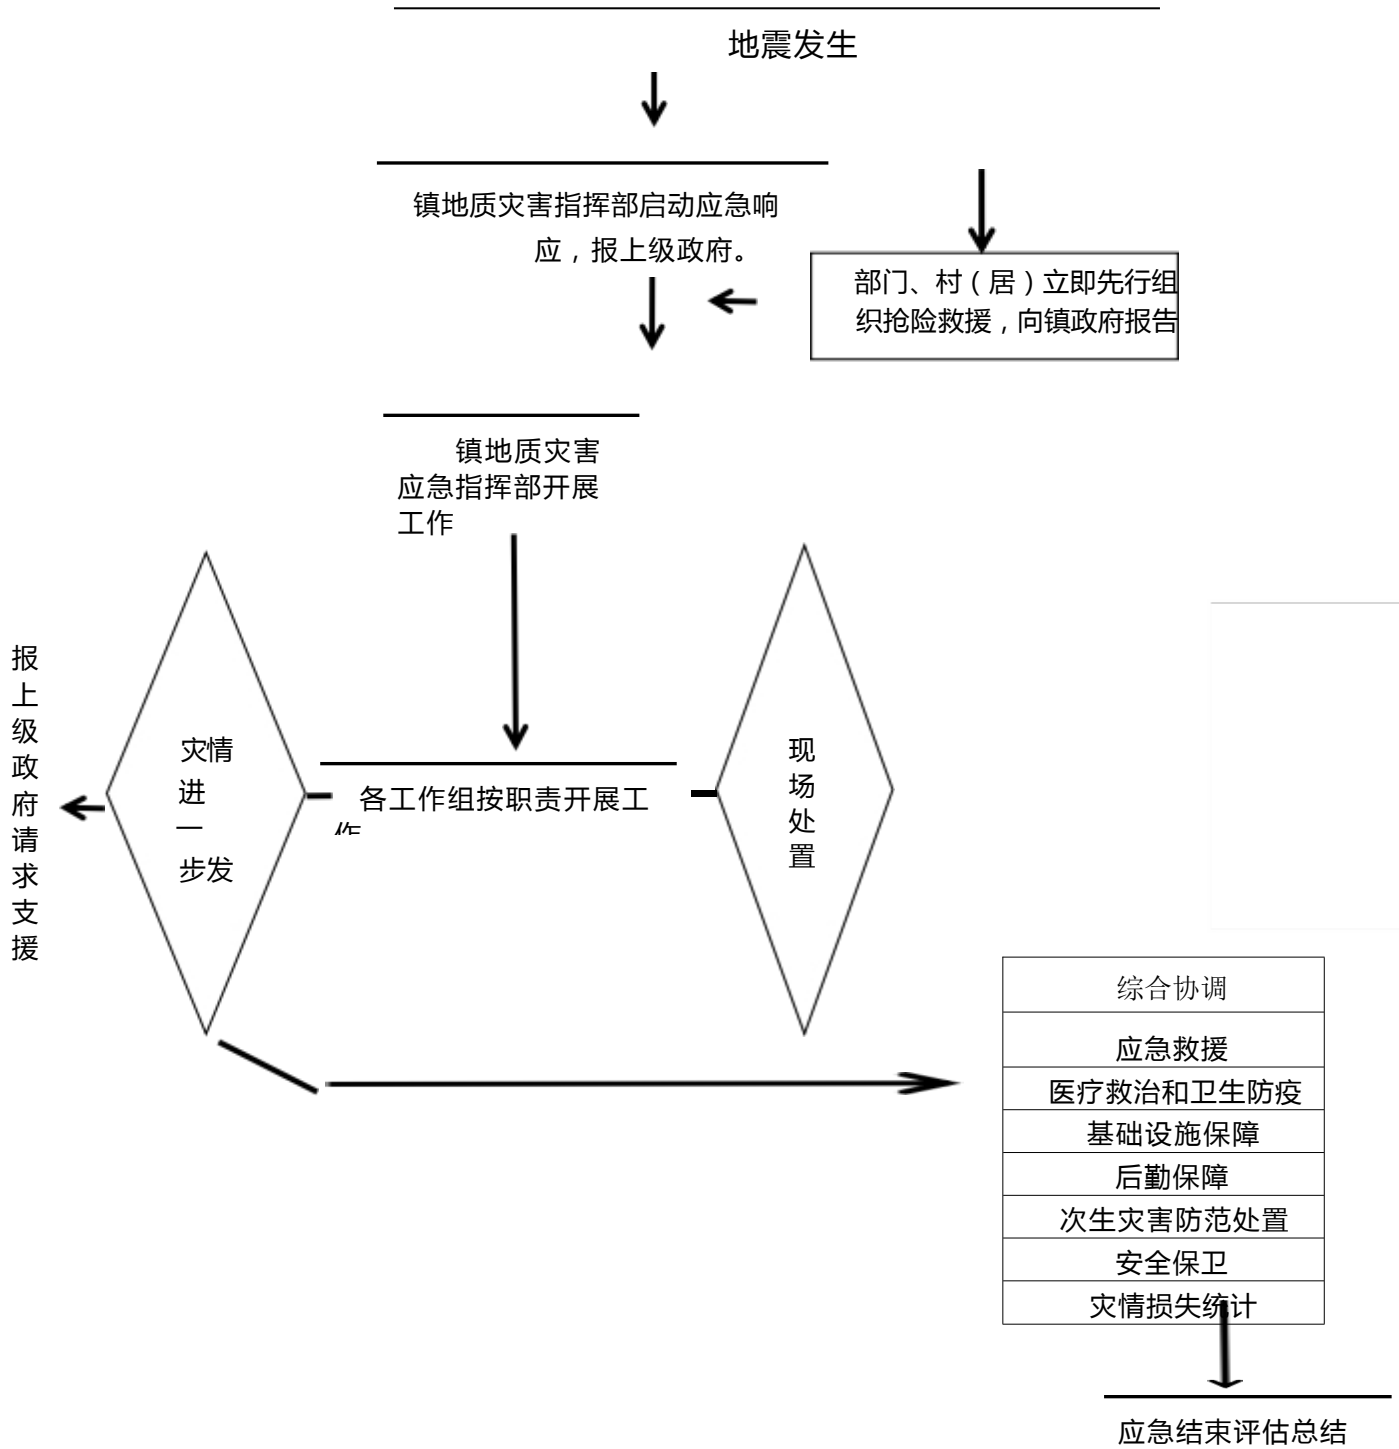 地震发生
镇地质灾害指挥部启动应急响
应，报上级政府。
部门、村（居）立即先行组
织抢险救援，向镇政府报告
镇地质灾害
应急指挥部开展
工作
报
上
级
政
府
请
求
支
援
灾情
进
一
步发
各工作组按职责开展工
作
现
场
处
置
综合协调
应急救援
医疗救治和卫生防疫
基础设施保障
后勤保障
次生灾害防范处置
安全保卫
灾情损失统计
应急结束评估总结